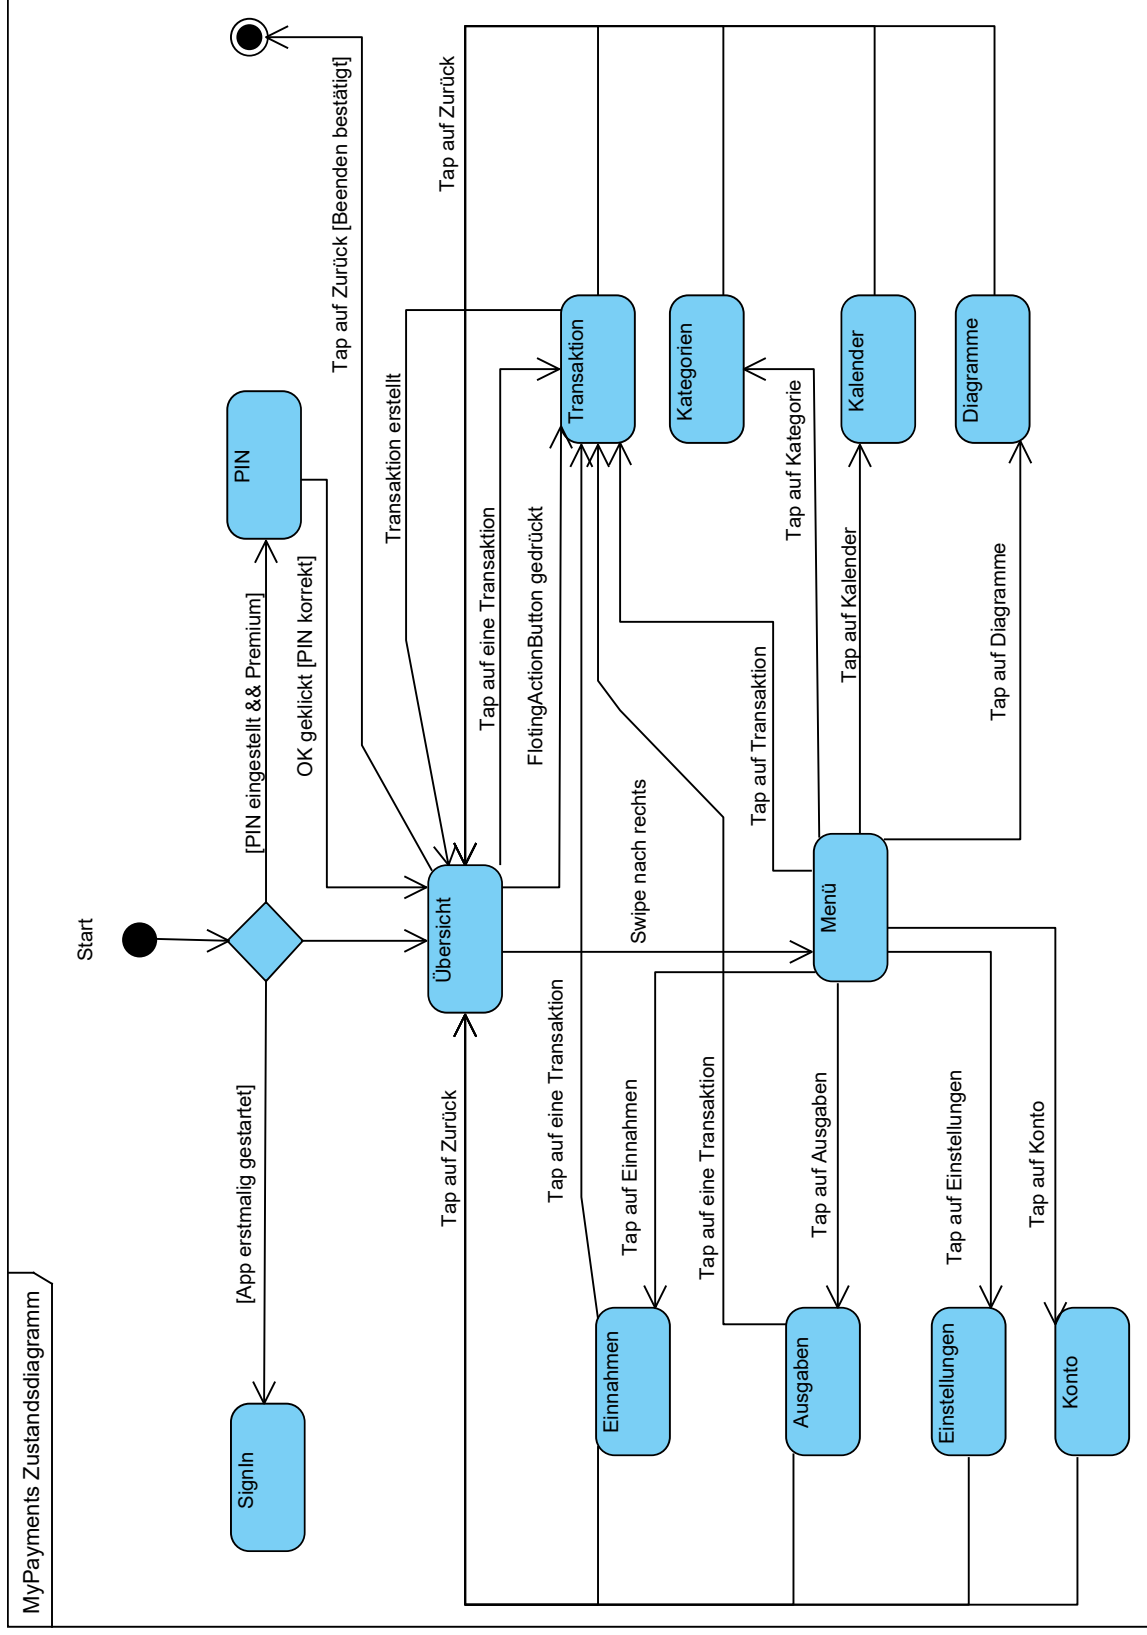 MyPayments Zustandsdiagramm
Start
[App erstmalig gestartet]
[PIN eingestellt && Premium]
SignIn
PIN
OK geklickt [PIN korrekt]
Tap auf Zurück [Beenden bestätigt]
Übersicht
Transaktion erstellt
Tap auf Zurück
Tap auf Zurück
Tap auf eine Transaktion
FlotingActionButton gedrückt
Tap auf eine Transaktion
Transaktion
Einnahmen
Tap auf Einnahmen
Swipe nach rechts
Kategorien
Tap auf eine Transaktion
Tap auf Transaktion
Tap auf Kategorie
Ausgaben
Tap auf Ausgaben
Menü
Tap auf Kalender
Kalender
Einstellungen
Tap auf Einstellungen
Tap auf Diagramme
Diagramme
Konto
Tap auf Konto